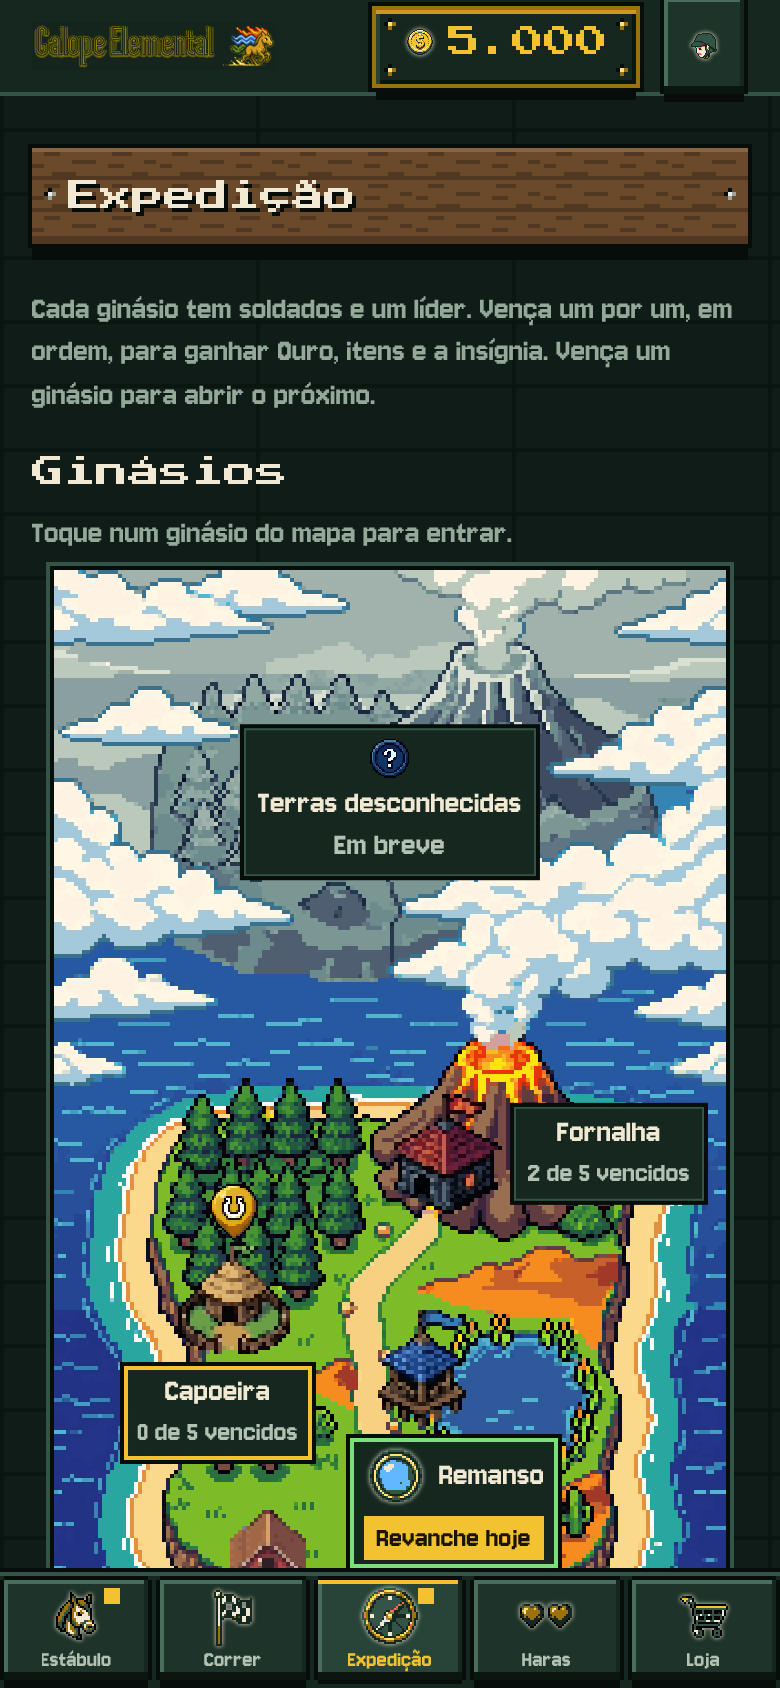 Galope Elemental
5.000
Expedição
Cada ginásio tem soldados e um líder. Vença um por um, em
ordem, para ganhar Ouro, itens e a insígnia. Vença um
ginásio para abrir o próximo.
Ginásios
Toque num ginásio do mapa para entrar.
?
Terras desconhecidas
Em breve
Fornalha
2 de 5 vencidos
Capoeira
0 de 5 vencidos
Remanso
Revanche hoje
Estábulo
Correr
Expedição
Haras
Loja